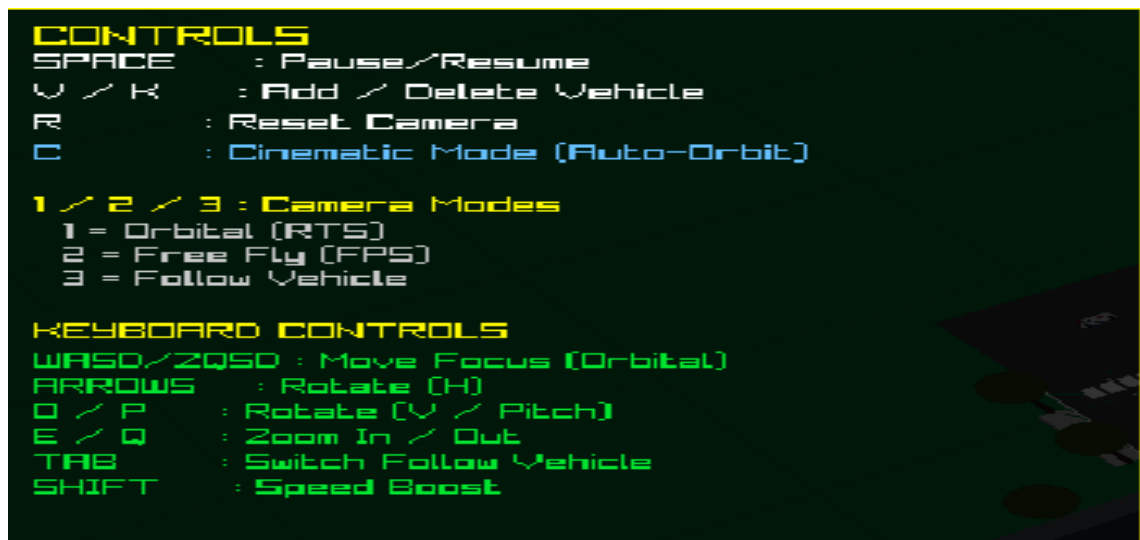 CONTROLS
SPACE : Pause/Resume
V / K : Add / Delete Vehicle
R : Reset Camera
C : Cinematic Mode (Auto-Orbit)
1 / 2 / 3 : Camera Modes
1 = Orbital (RTS)
2 = Free Fly (FPS)
3 = Follow Vehicle
KEYBOARD CONTROLS
WASD/ZQSD : Move Focus (Orbital)
ARROWS : Rotate (H)
O / P : Rotate (V / Pitch)
E / Q : Zoom In / Out
TAB : Switch Follow Vehicle
SHIFT : Speed Boost